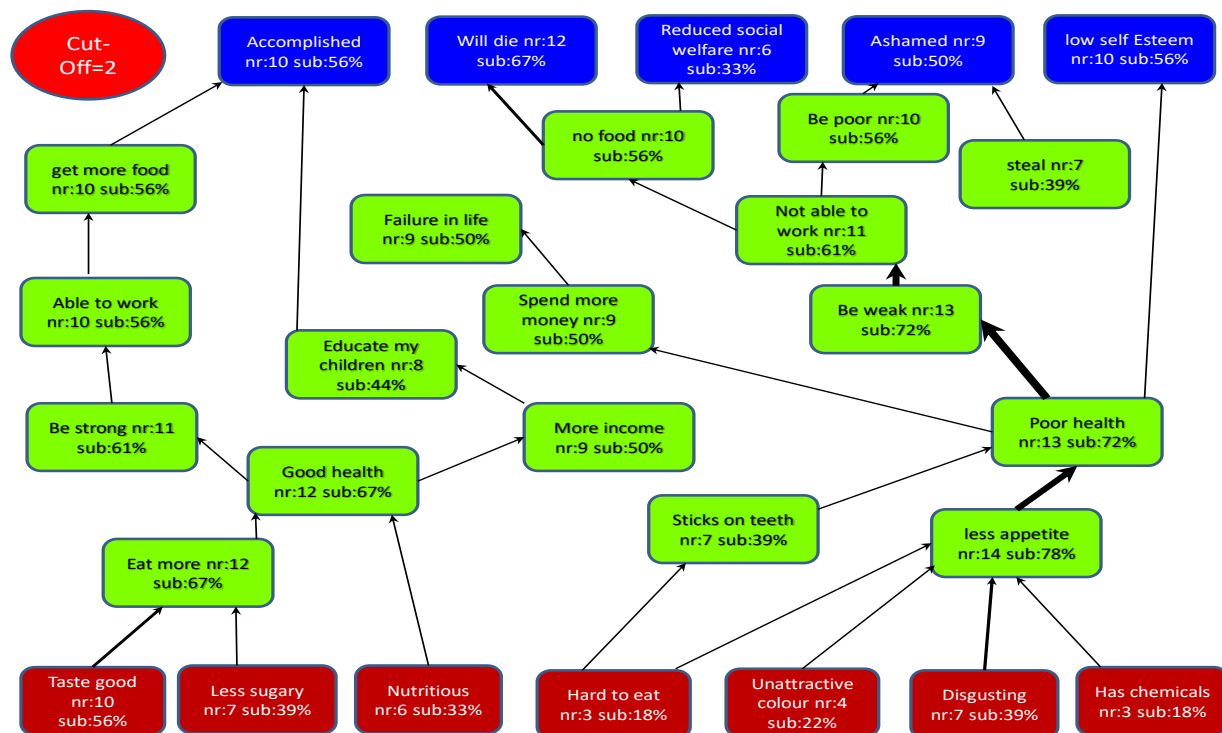 Cut-
Off=2
Accomplished
nr:10 sub:56%
Will die nr:12
sub:67%
Reduced social
welfare nr:6
sub:33%
Ashamed nr:9
sub:50%
low self Esteem
nr:10 sub:56%
get more food
nr:10 sub:56%
no food nr:10
sub:56%
Be poor nr:10
sub:56%
steal nr:7
sub:39%
Failure in life
nr:9 sub:50%
Not able to
work nr:11
sub:61%
Able to work
nr:10 sub:56%
Spend more
money nr:9
sub:50%
Be weak nr:13
sub:72%
Educate my
children nr:8
sub:44%
Be strong nr:11
sub:61%
More income
nr:9 sub:50%
Poor health
nr:13 sub:72%
Good health
nr:12 sub:67%
Sticks on teeth
nr:7 sub:39%
less appetite
nr:14 sub:78%
Eat more nr:12
sub:67%
Taste good
nr:10
sub:56%
Less sugary
nr:7 sub:39%
Nutritious
nr:6 sub:33%
Hard to eat
nr:3 sub:18%
Unattractive
colour nr:4
sub:22%
Disgusting
nr:7 sub:39%
Has chemicals
nr:3 sub:18%